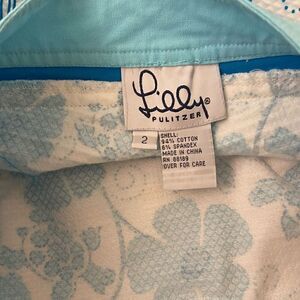 Lilly®
PULITZER
2
SHELL:
94% COTTON
6% SPANDEX
MADE IN CHINA
RN 88189
OVER FOR CARE